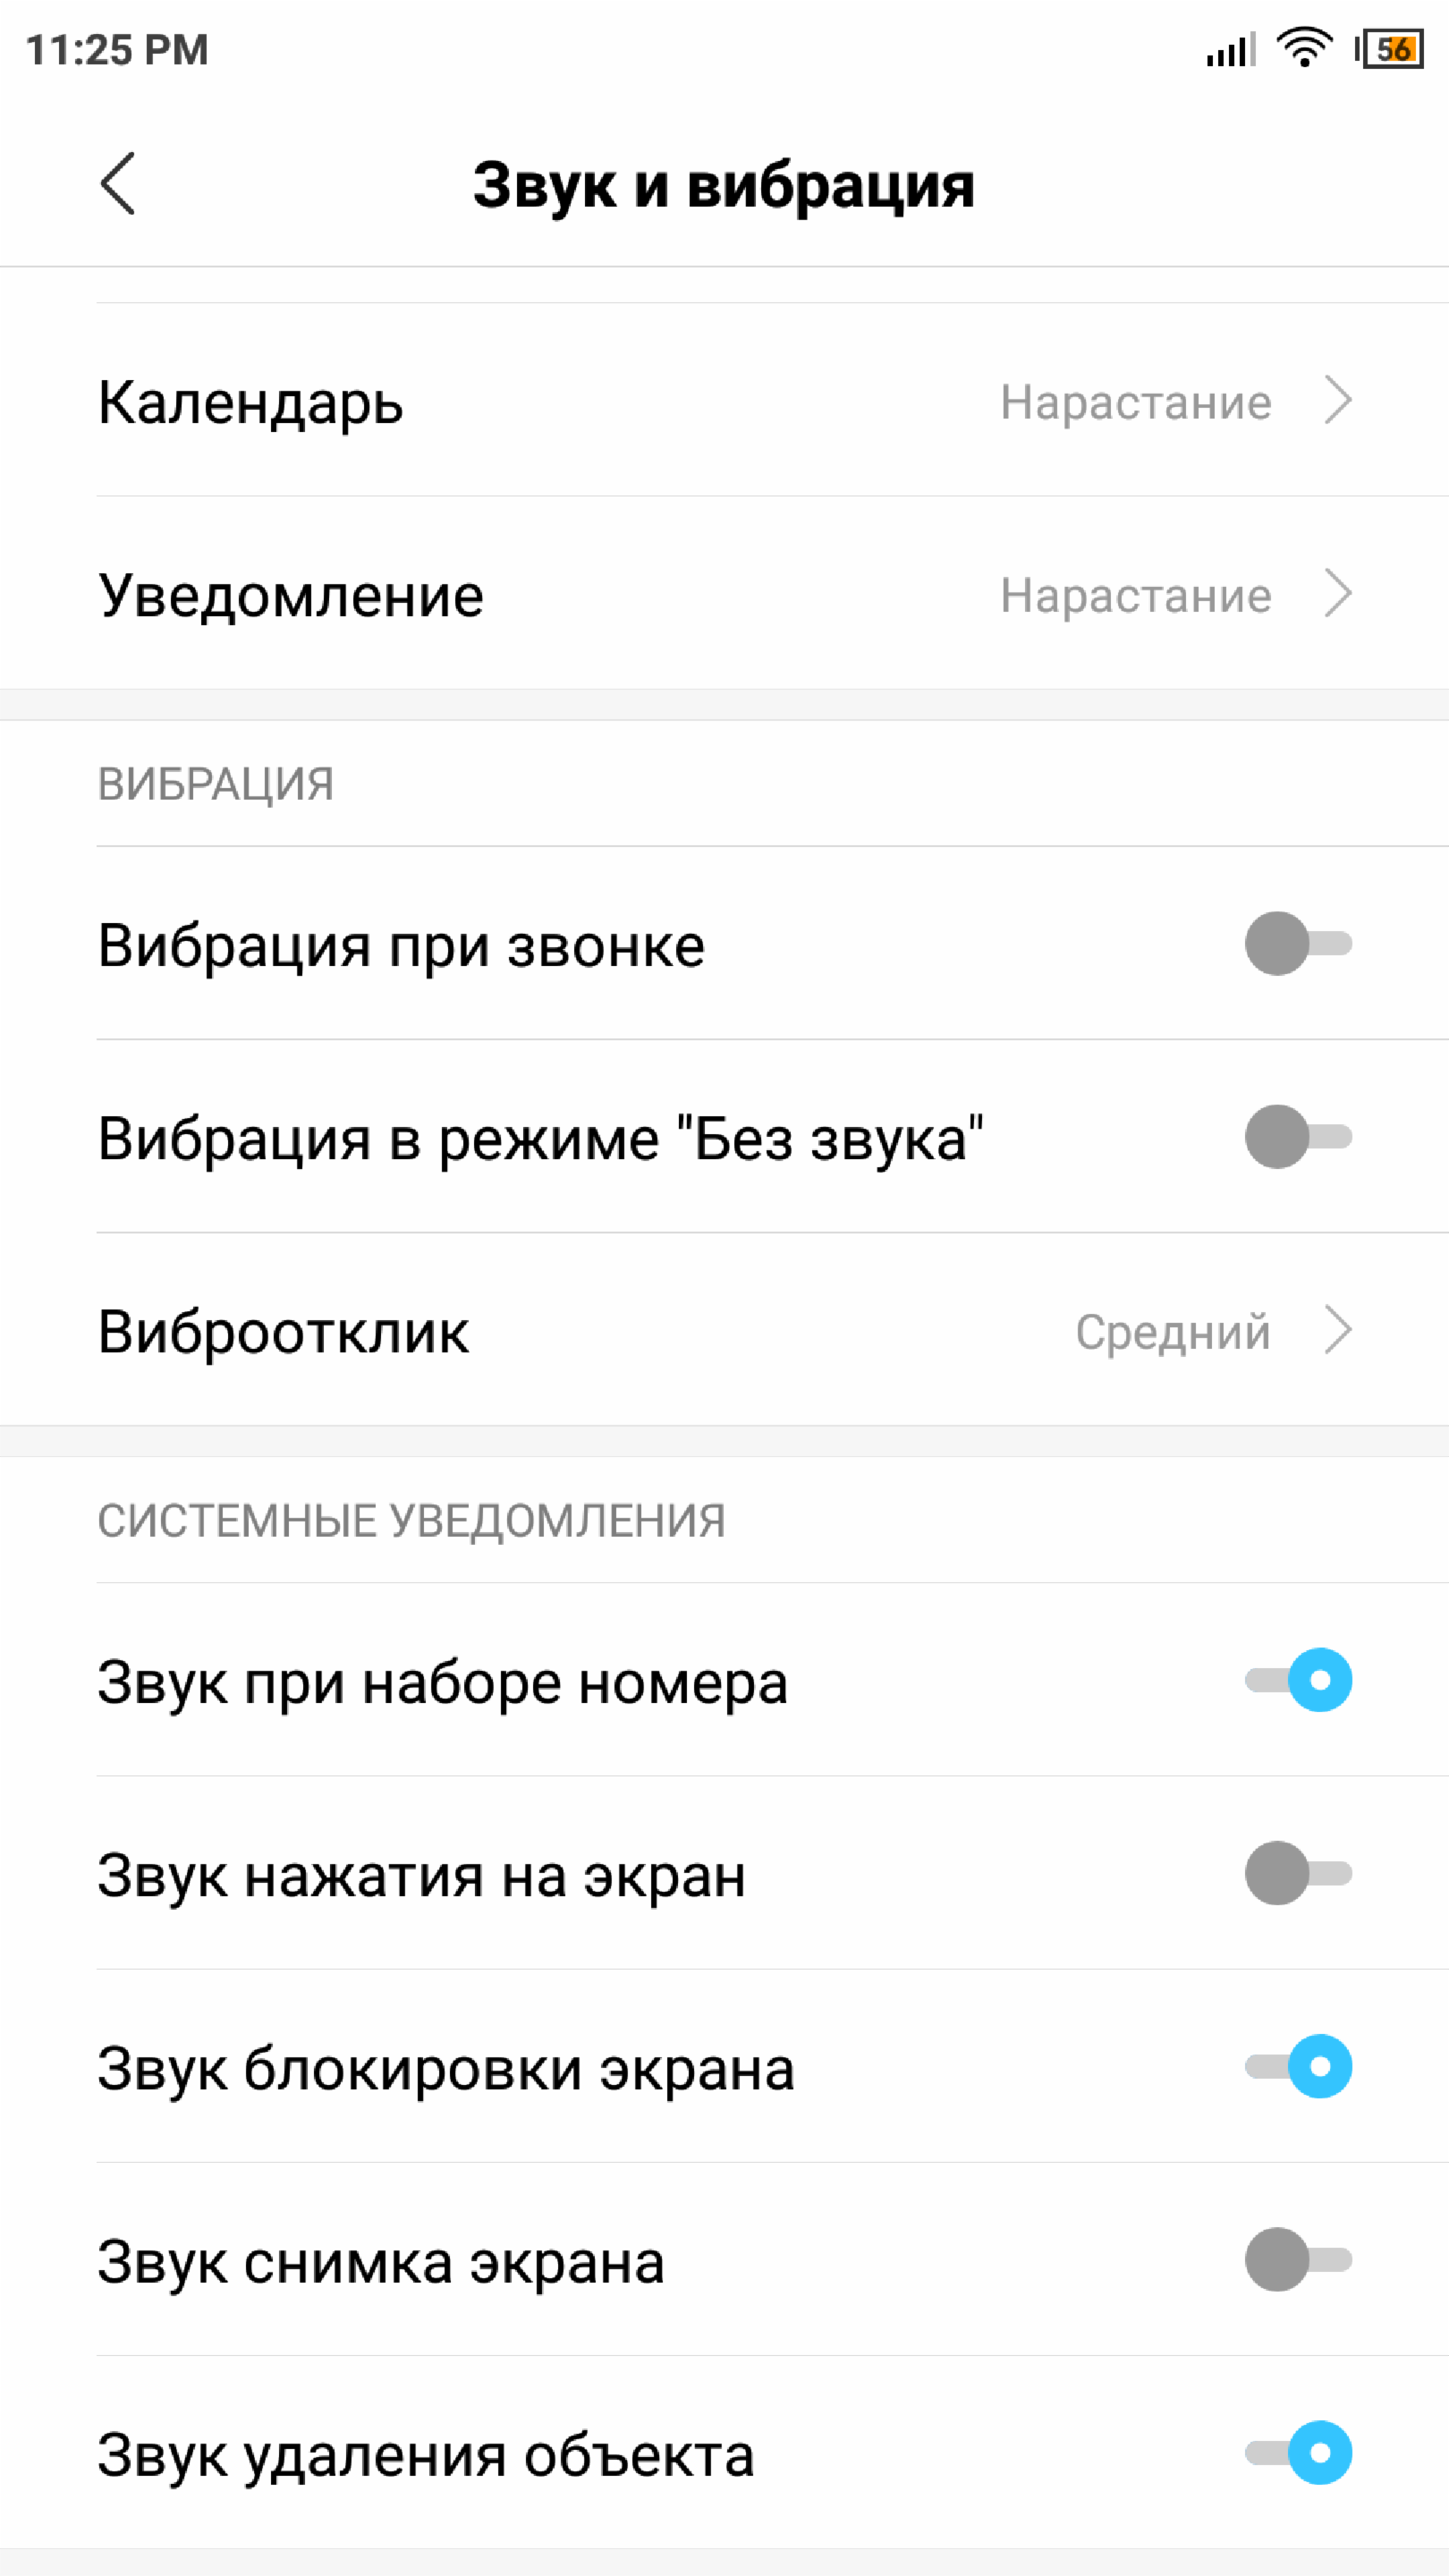 11:25 PM
56
Звук и вибрация
Календарь
Нарастание
Уведомление
Нарастание
ВИБРАЦИЯ
Вибрация при звонке
Вибрация в режиме "Без звука"
Виброотклик
Средний
СИСТЕМНЫЕ УВЕДОМЛЕНИЯ
Звук при наборе номера
Звук нажатия на экран
Звук блокировки экрана
Звук снимка экрана
Звук удаления объекта